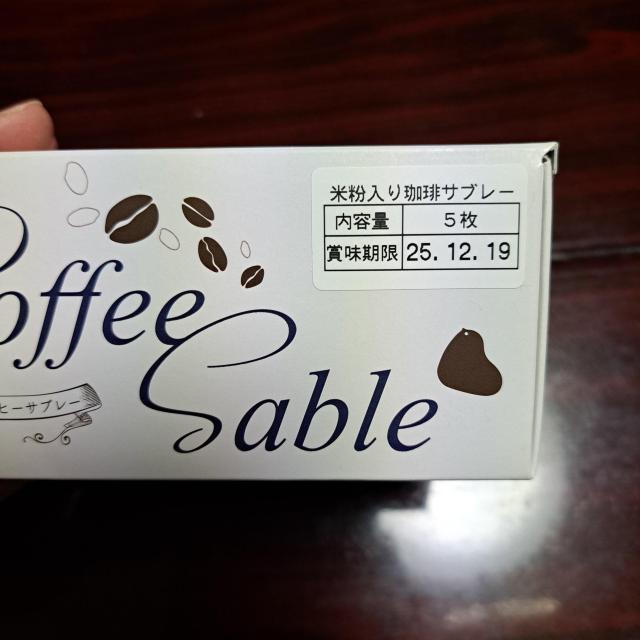 米粉入り珈琲サブレー
内容量 5枚
賞味期限 25.12.19
offee
Sable
ヒーサブレー